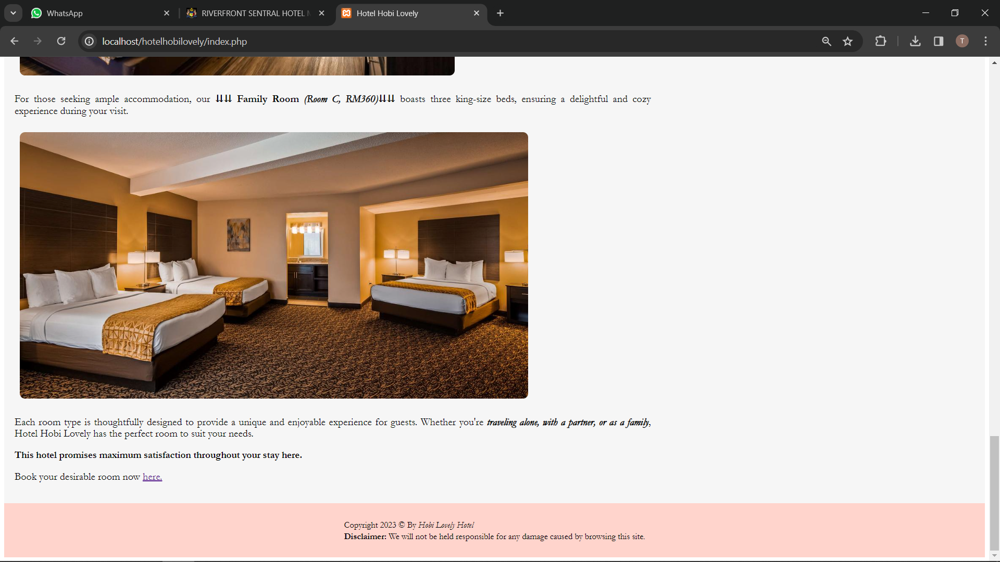 WhatsApp
RIVERFRONT SENTRAL HOTEL
Hotel Hobi Lovely
localhost/hotelhobilovely/index.php
T
For those seeking ample accommodation, our ⇊⇊ Family Room (Room C, RM360)⇊⇊ boasts three king-size beds, ensuring a delightful and cozy
experience during your visit.
Each room type is thoughtfully designed to provide a unique and enjoyable experience for guests. Whether you're traveling alone, with a partner, or as a family,
Hotel Hobi Lovely has the perfect room to suit your needs.
This hotel promises maximum satisfaction throughout your stay here.
Book your desirable room now here.
Copyright 2023 © By Hobi Lovely Hotel
Disclaimer: We will not be held responsible for any damage caused by browsing this site.